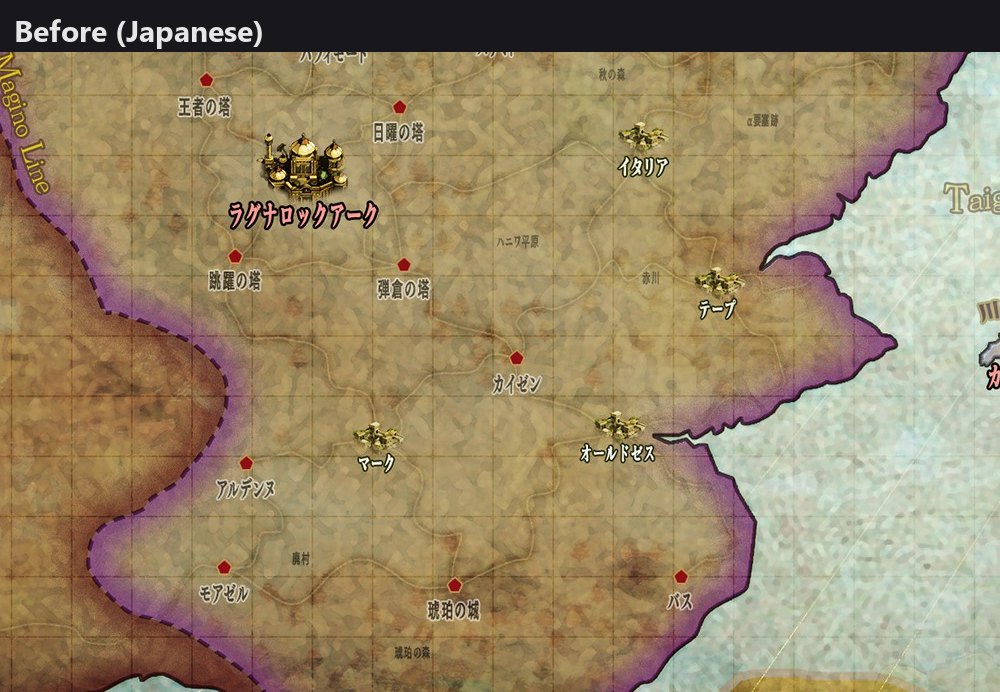 Before (Japanese)
Magino Line
秋の森
王者の塔
日曜の塔
α要塞跡
イタリア
ラグナロックアーク
ハニワ平原
跳躍の塔
弾倉の塔
赤川
テープ
カイゼン
マーク
オールドゼス
アルデンヌ
廃村
モアゼル
琥珀の城
バス
琥珀の森